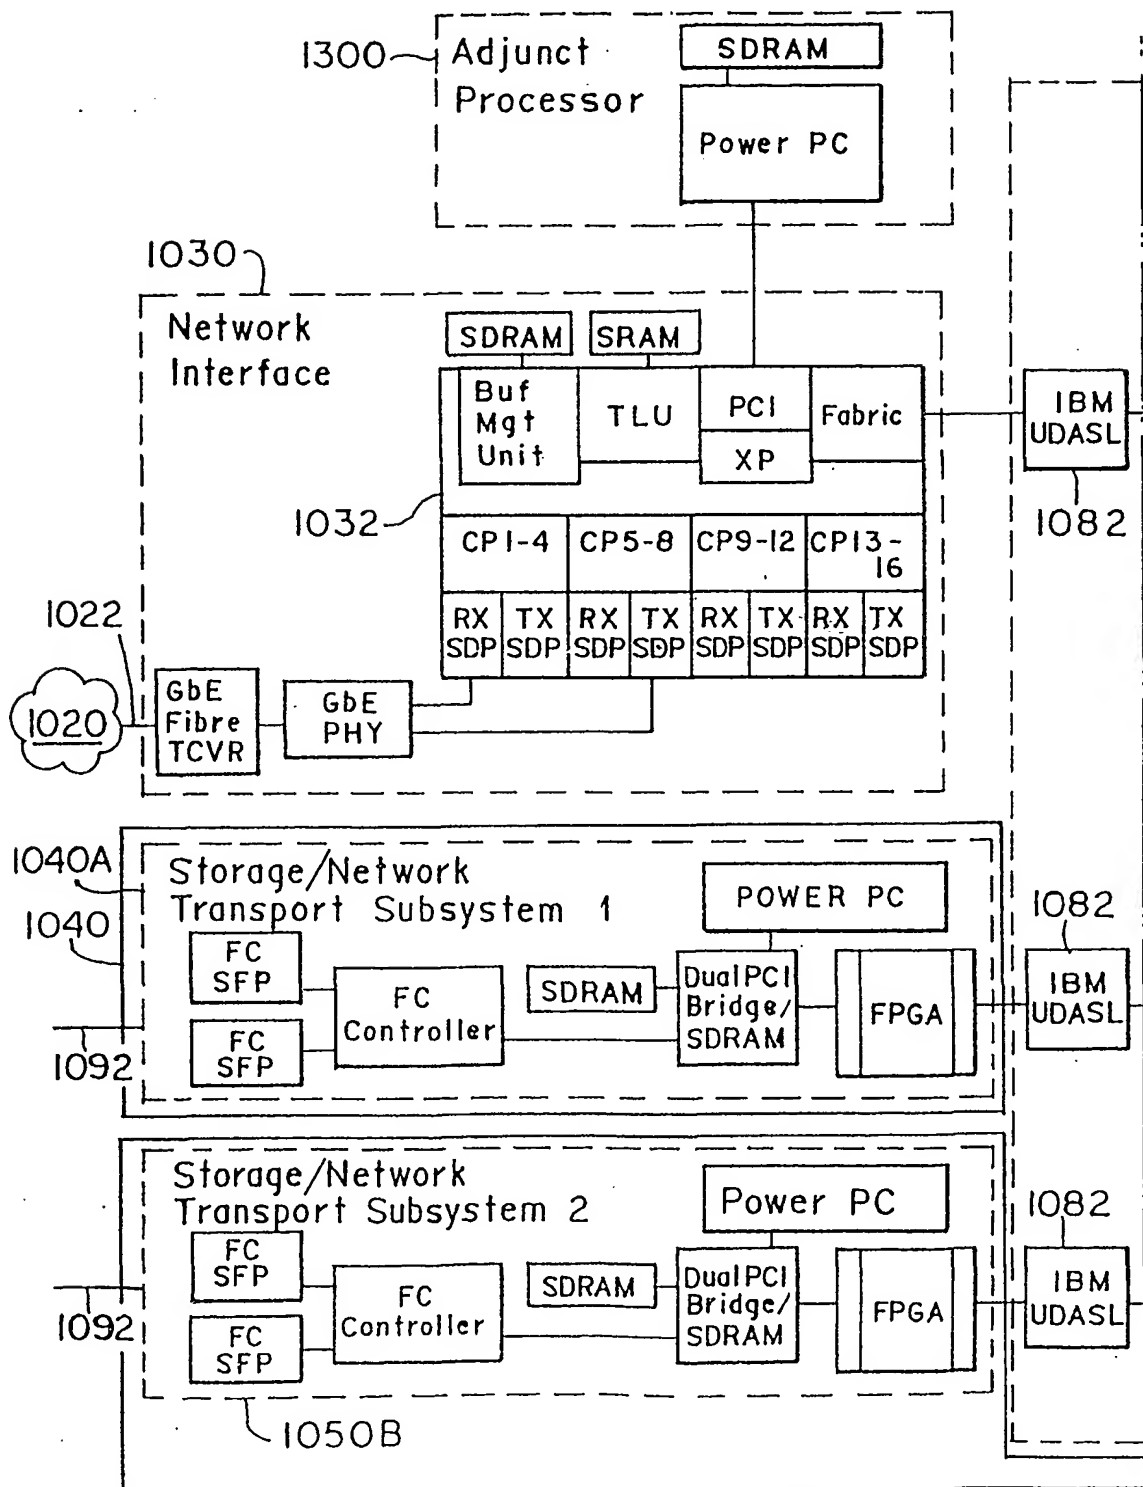 1300
Adjunct
Processor
SDRAM
Power PC
1030
Network
Interface
SDRAM
SRAM
Buf
Mgt
Unit
TLU
PCI
XP
Fabric
IBM
UDASL
1082
1032
CP1-4
CP5-8
CP9-12
CP13-
16
RX
SDP
TX
SDP
RX
SDP
TX
SDP
RX
SDP
TX
SDP
RX
SDP
TX
SDP
1022
1020
GbE
Fibre
TCVR
GbE
PHY
1040A
1040
Storage/Network
Transport Subsystem 1
POWER PC
FC
SFP
FC
SFP
FC
Controller
SDRAM
Dual PCI
Bridge/
SDRAM
FPGA
1082
IBM
UDASL
1092
Storage/Network
Transport Subsystem 2
Power PC
FC
SFP
FC
SFP
FC
Controller
SDRAM
Dual PCI
Bridge/
SDRAM
FPGA
1082
IBM
UDASL
1092
1050B